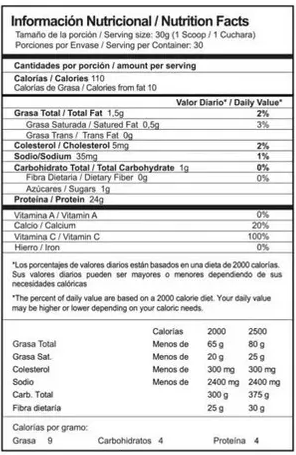 Información Nutricional / Nutrition Facts
Tamaño de la porción / Serving size: 30g (1 Scoop / 1 Cuchara)
Porciones por Envase / Serving per Container: 30
Cantidades por porción / amount per serving
Calorías / Calories 110
Calorías de Grasa / Calories from fat 10
Valor Diario* / Daily Value*
Grasa Total / Total Fat 1,5g 2%
Grasa Saturada / Satured Fat 0,5g 3%
Grasa Trans / Trans Fat 0g
Colesterol / Cholesterol 5mg 2%
Sodio/Sodium 35mg 1%
Carbohidrato Total / Total Carbohydrate 1g 0%
Fibra Dietaria / Dietary Fiber 0g 0%
Azúcares / Sugars 1g
Proteína / Protein 24g
Vitamina A / Vitamin A 0%
Calcio / Calcium 20%
Vitamina C / Vitamin C 100%
Hierro / Iron 0%
*Los porcentajes de valores diarios están basados en una dieta de 2000 calorías.
Sus valores diarios pueden ser mayores o menores dependiendo de sus
necesidades calóricas
*The percent of daily value are based on a 2000 calorie diet. Your daily value
may be higher or lower depending on your caloric needs.
Calorías 2000 2500
Grasa Total Menos de 65 g 80 g
Grasa Sat. Menos de 20 g 25 g
Colesterol Menos de 300 mg 300 mg
Sodio Menos de 2400 mg 2400 mg
Carb. Total 300 g 375 g
Fibra dietaría 25 g 30 g
Calorías por gramo:
Grasa 9 Carbohidratos 4 Proteína 4